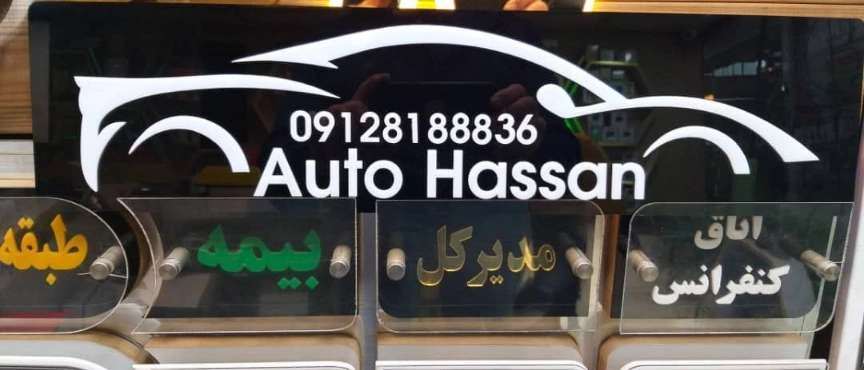 09128188836
Auto Hassan
طبقه
بیمه
مدیرکل
اتاق
کنفرانس